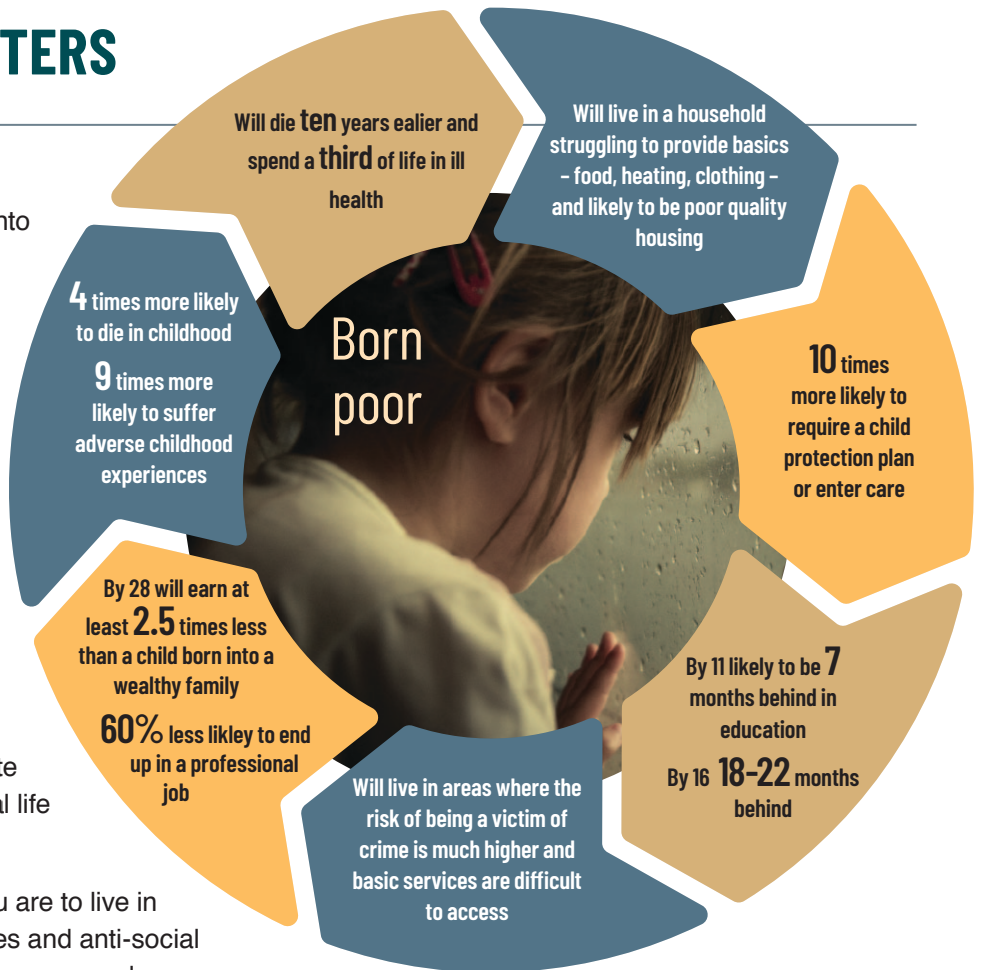 TERS
Will die ten years ealier and
spend a third of life in ill
health
Will live in a household
struggling to provide basics
– food, heating, clothing –
and likely to be poor quality
housing
10 times
more likely to
require a child
protection plan
or enter care
By 11 likely to be 7
months behind in
education
By 16 18-22 months
behind
Will live in areas where the
risk of being a victim of
crime is much higher and
basic services are difficult
to access
By 28 will earn at
least 2.5 times less
than a child born into a
wealthy family
60% less likley to end
up in a professional
job
4 times more likely
to die in childhood
9 times more
likely to suffer
adverse childhood
experiences
Born
poor
nto
te
l life
u are to live in
es and anti-social